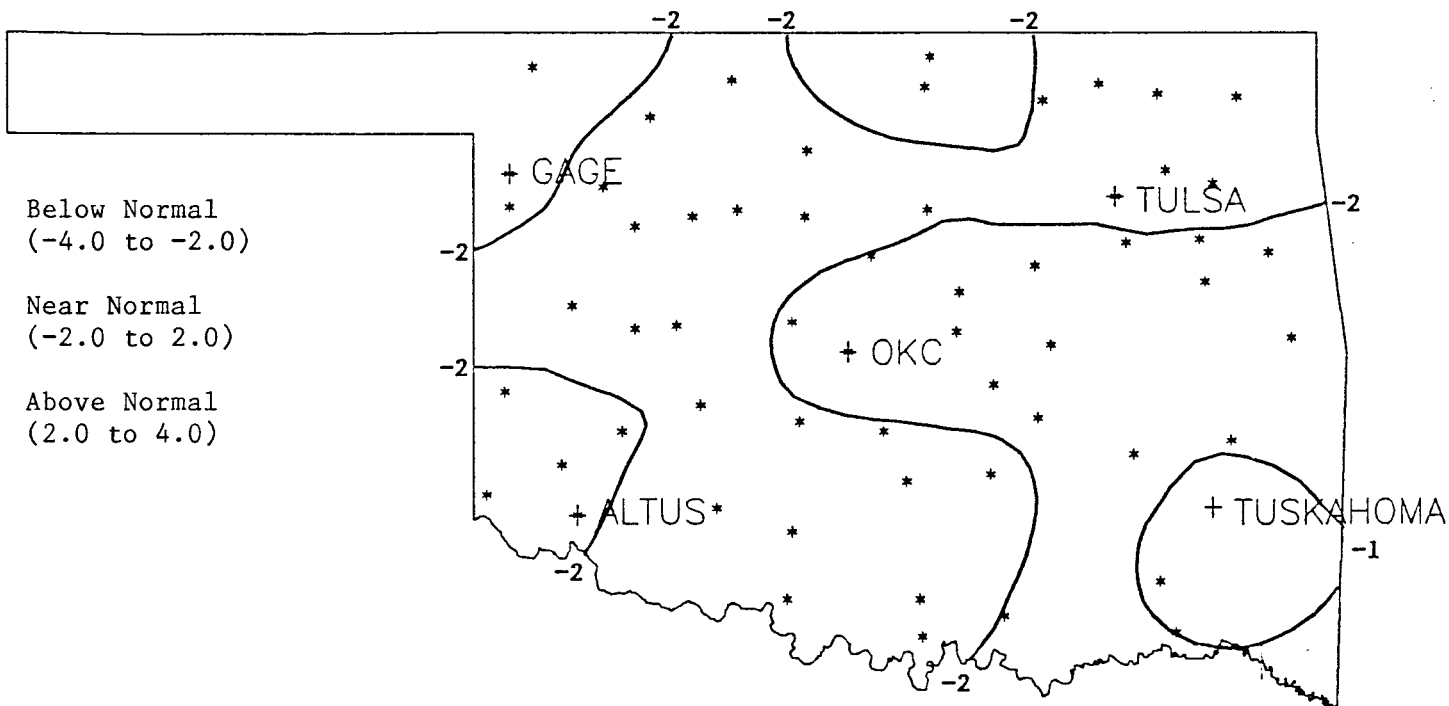 -2 -2 -2
GAGE
TULSA
-2
Below Normal
(-4.0 to -2.0)
-2
Near Normal
(-2.0 to 2.0)
OKC
-2
Above Normal
(2.0 to 4.0)
ALTUS
TUSKAHOMA
-1
-2
-2